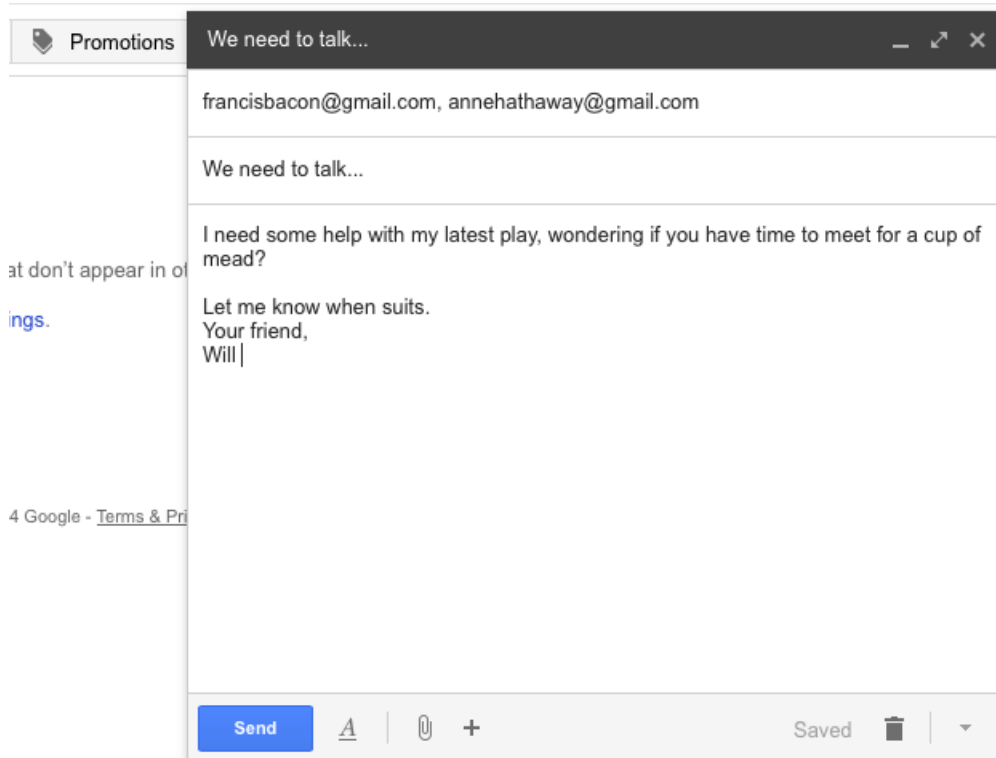 Promotions
We need to talk...
francisbacon@gmail.com, annehathaway@gmail.com
We need to talk...
I need some help with my latest play, wondering if you have time to meet for a cup of
mead?
at don't appear in ot
Let me know when suits.
ings.
Your friend,
Will
4 Google - Terms & Pri
Send
A
Saved